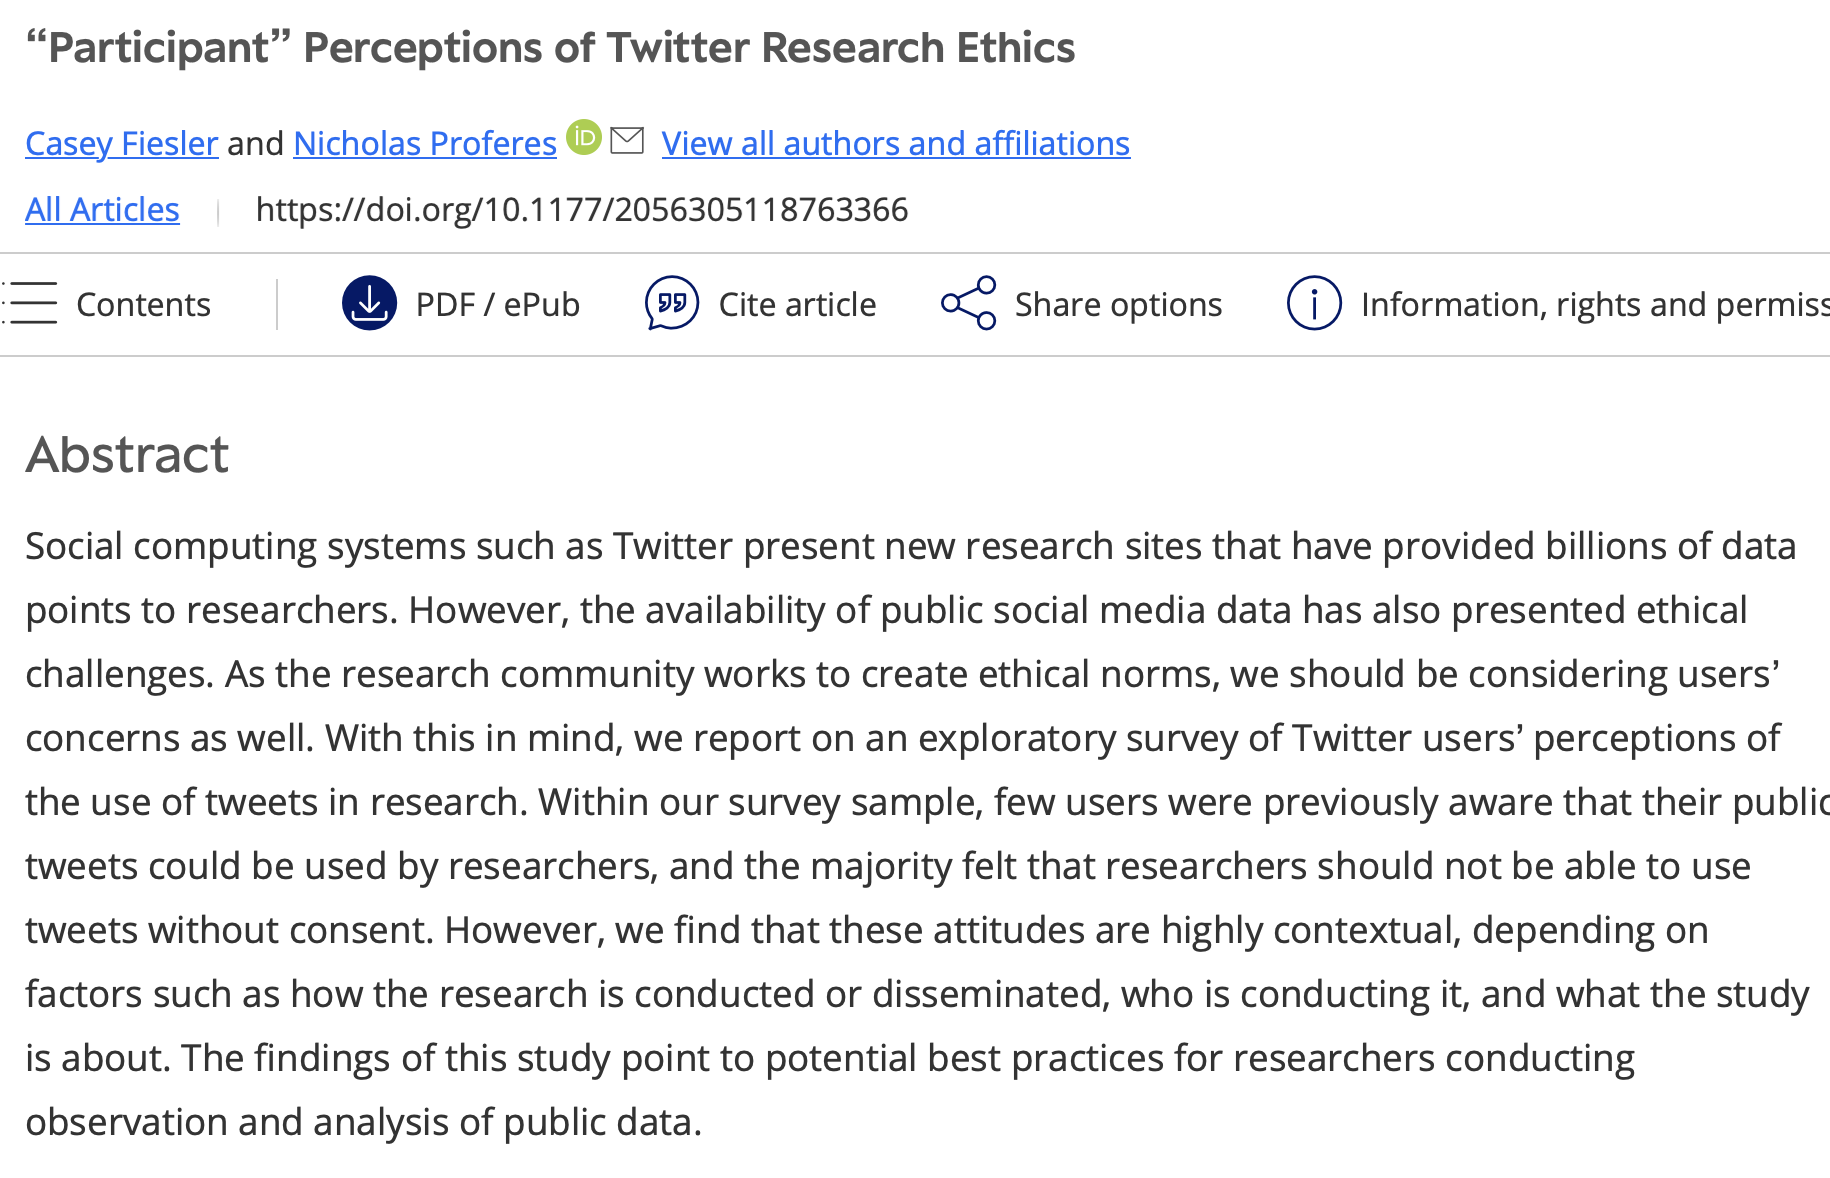 “Participant” Perceptions of Twitter Research Ethics
Casey Fiesler and Nicholas Proferes iD View all authors and affiliations
All Articles https://doi.org/10.1177/2056305118763366
Contents PDF / ePub Cite article Share options Information, rights and permiss
Abstract
Social computing systems such as Twitter present new research sites that have provided billions of data
points to researchers. However, the availability of public social media data has also presented ethical
challenges. As the research community works to create ethical norms, we should be considering users’
concerns as well. With this in mind, we report on an exploratory survey of Twitter users’ perceptions of
the use of tweets in research. Within our survey sample, few users were previously aware that their public
tweets could be used by researchers, and the majority felt that researchers should not be able to use
tweets without consent. However, we find that these attitudes are highly contextual, depending on
factors such as how the research is conducted or disseminated, who is conducting it, and what the study
is about. The findings of this study point to potential best practices for researchers conducting
observation and analysis of public data.